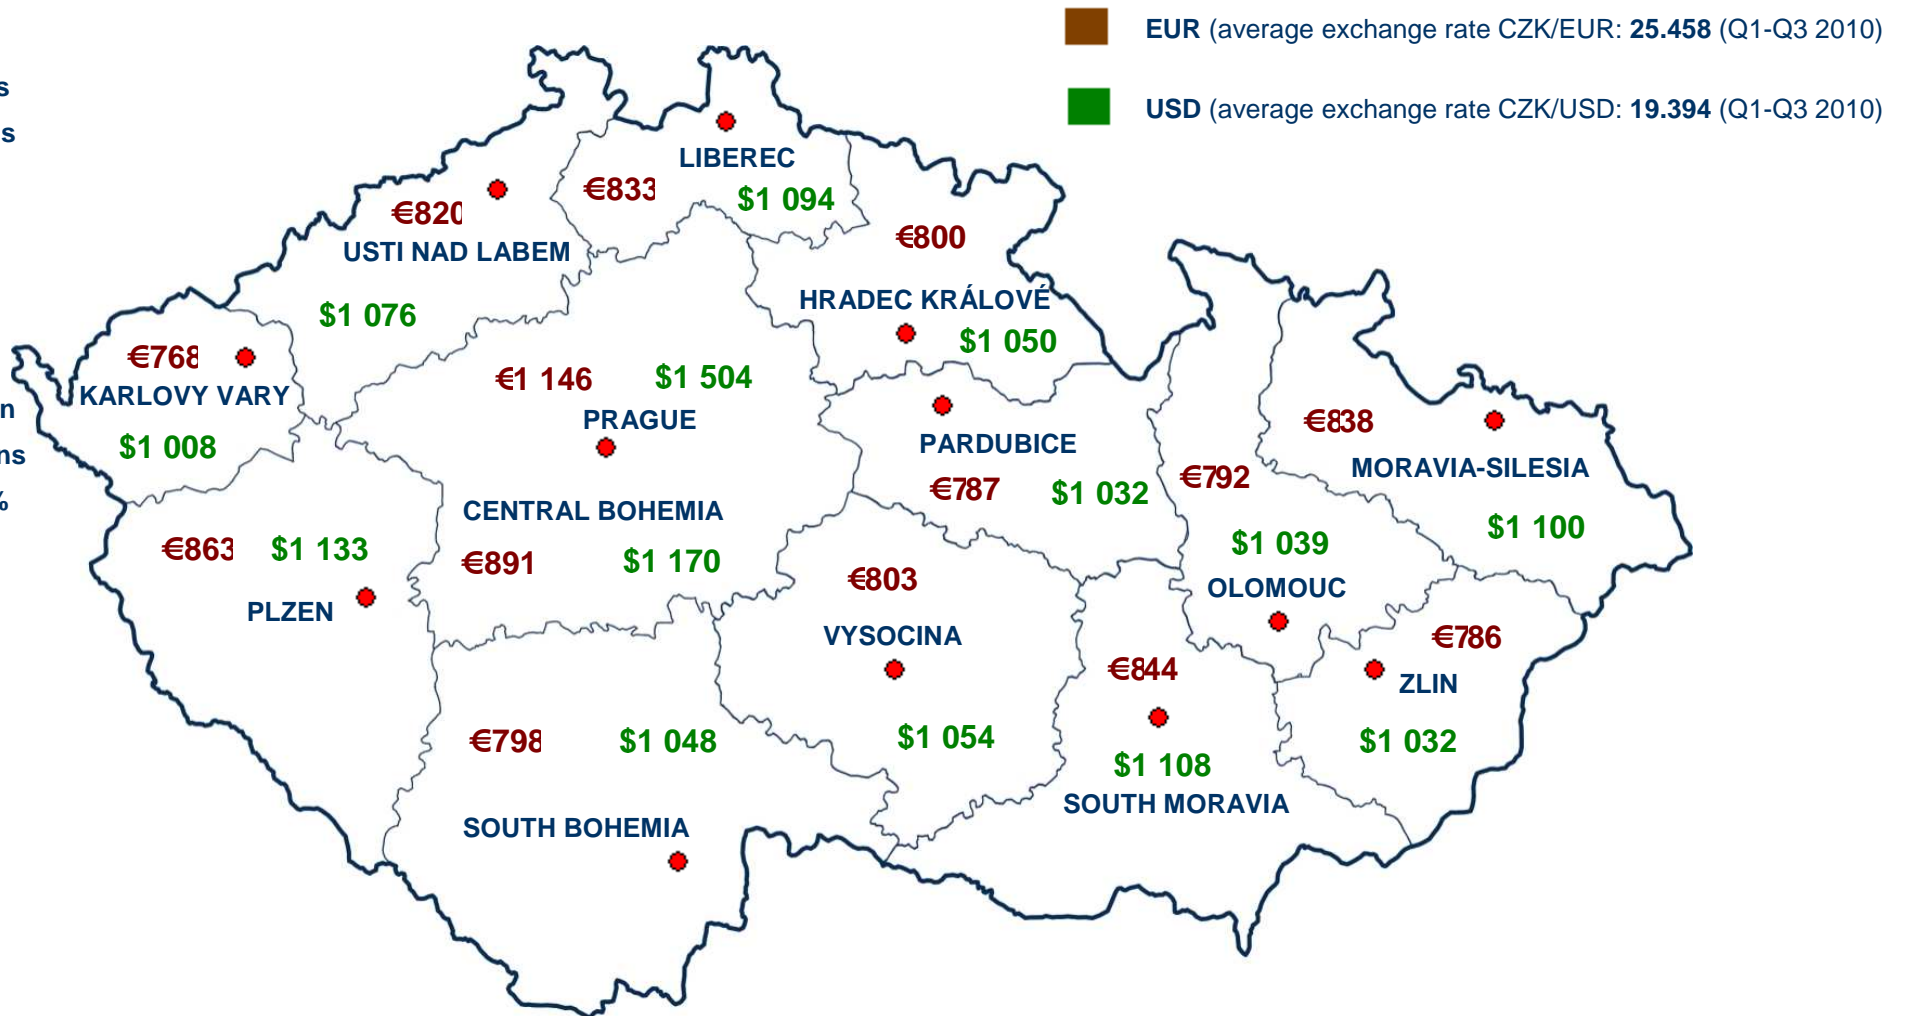 EUR (average exchange rate CZK/EUR: 25.458 (Q1-Q3 2010)
USD (average exchange rate CZK/USD: 19.394 (Q1-Q3 2010)
s
s
n
ns
%
LIBEREC
€833
$1 094
€820
USTI NAD LABEM
$1 076
€800
HRADEC KRÁLOVÉ
$1 050
€768
KARLOVY VARY
$1 008
€1 146
$1 504
PRAGUE
CENTRAL BOHEMIA
€891
$1 170
PARDUBICE
€787
$1 032
€792
$1 039
OLOMOUC
€838
MORAVIA-SILESIA
$1 100
€863
$1 133
PLZEN
€803
VYSOCINA
$1 054
€844
$1 108
SOUTH MORAVIA
€786
ZLIN
$1 032
€798
$1 048
SOUTH BOHEMIA